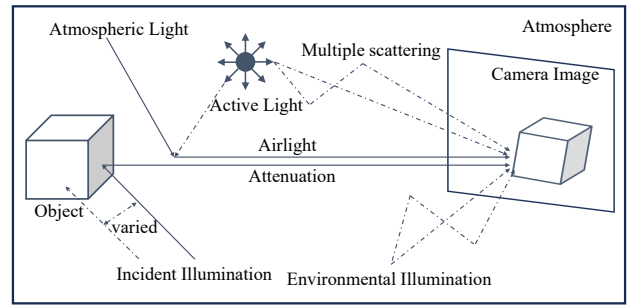 Atmospheric Light
Atmosphere
Multiple scattering
Camera Image
Active Light
Airlight
Attenuation
Object
varied
Incident Illumination
Environmental Illumination